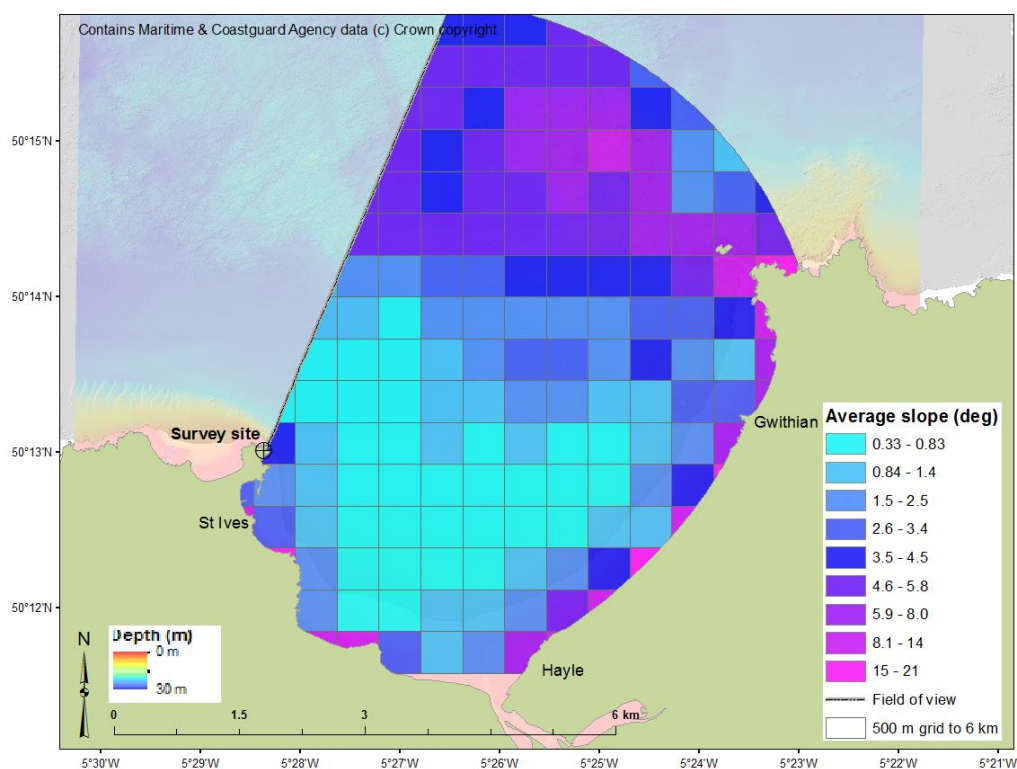 Contains Maritime & Coastguard Agency data (c) Crown copyright
50°15'N
50°14'N
50°13'N
50°12'N
Survey site
St Ives
Gwithian
Hayle
Average slope (deg)
0.33 - 0.83
0.84 - 1.4
1.5 - 2.5
2.6 - 3.4
3.5 - 4.5
4.6 - 5.8
5.9 - 8.0
8.1 - 14
15 - 21
Field of view
500 m grid to 6 km
N
Depth (m)
0 m
30 m
0 1.5 3 6 km
5°30'W 5°29'W 5°28'W 5°27'W 5°26'W 5°25'W 5°24'W 5°23'W 5°22'W 5°21'W